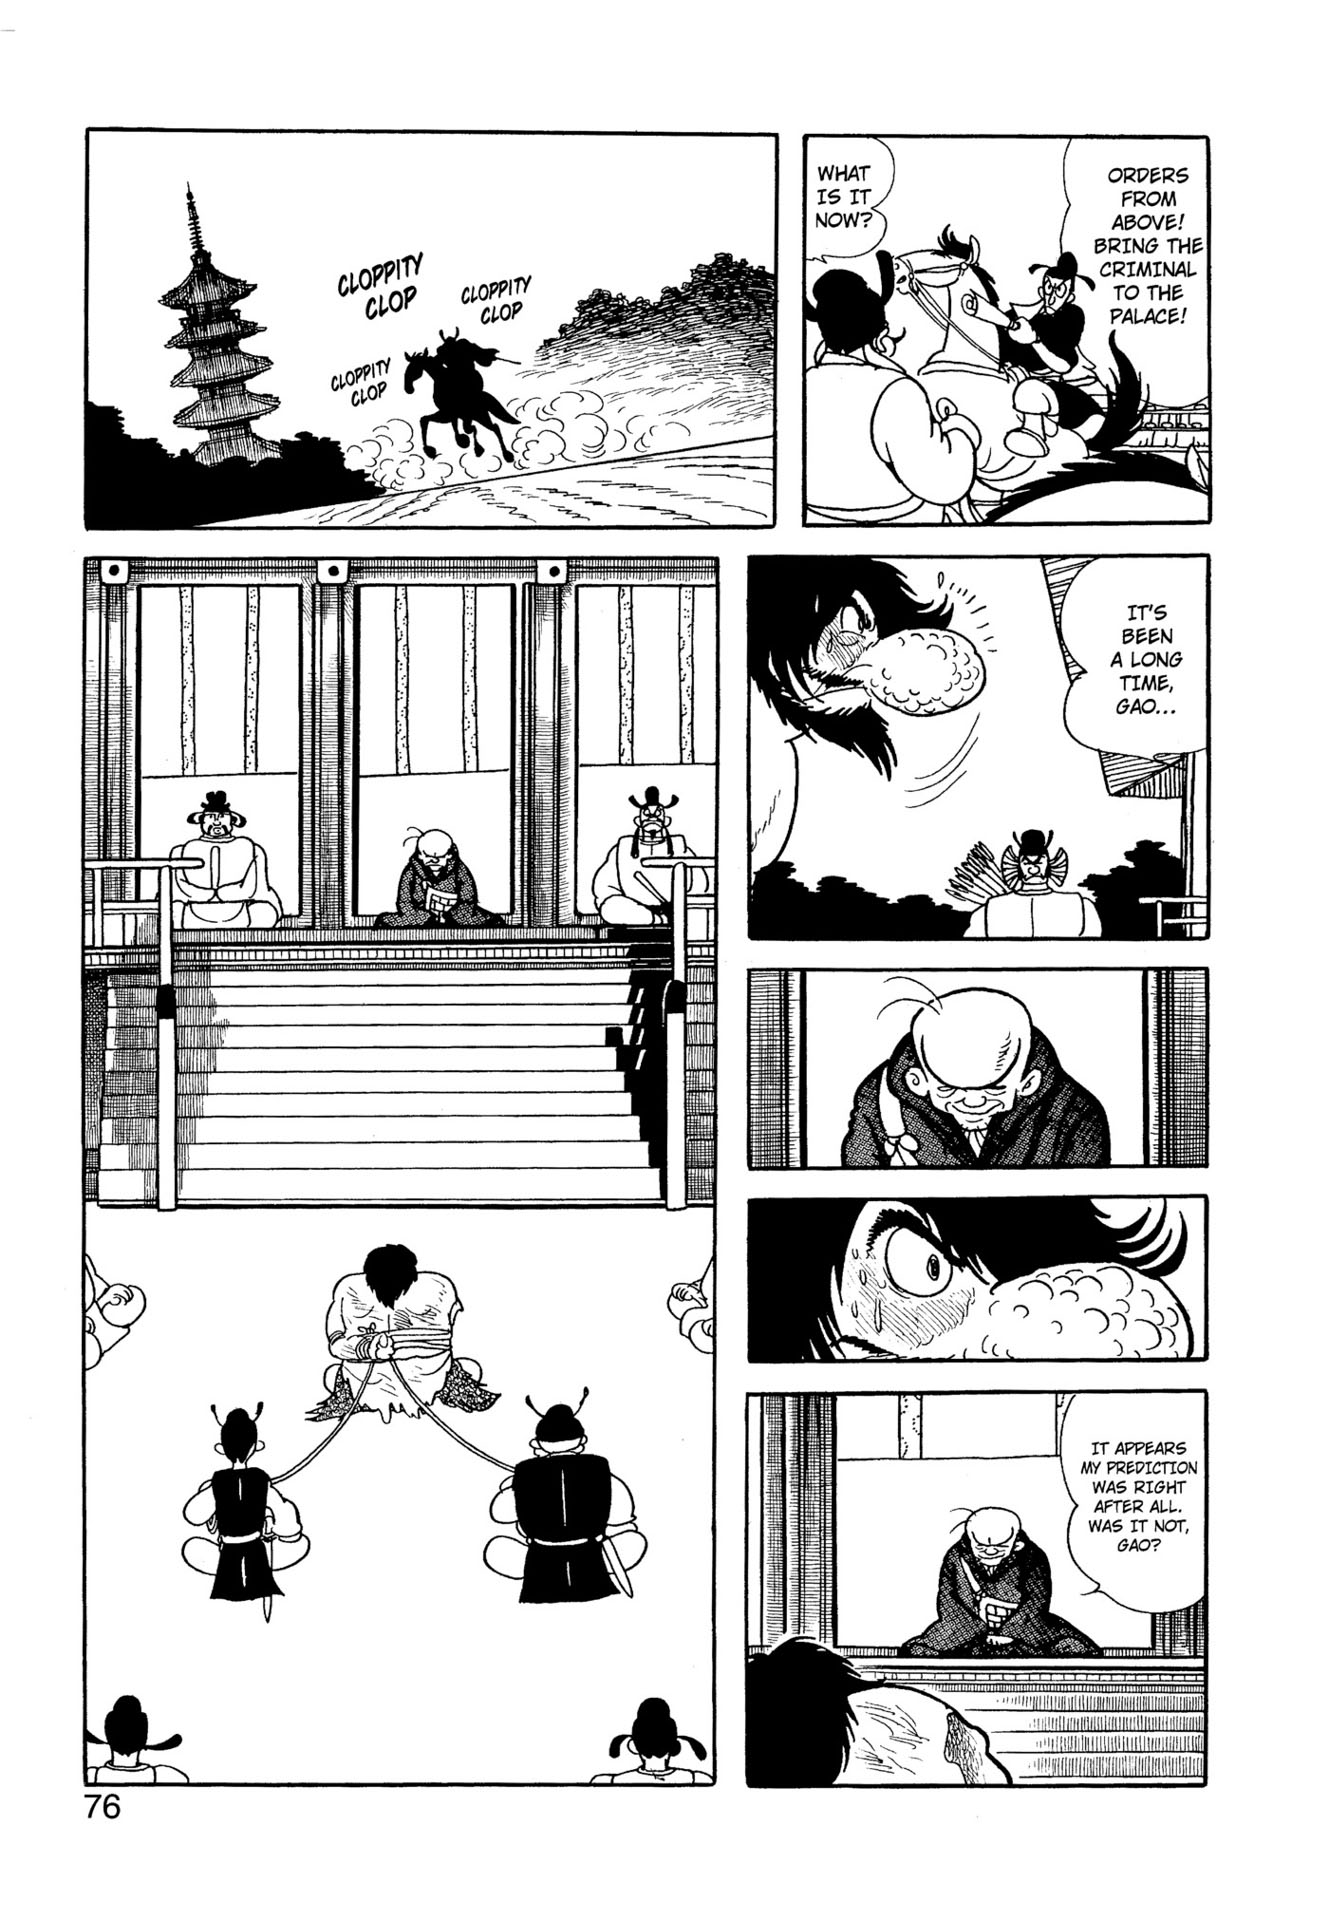 CLOPPITY
CLOP
CLOPPITY
CLOP
CLOPPITY
CLOP
WHAT
IS IT
NOW?
ORDERS
FROM
ABOVE!
BRING THE
CRIMINAL
TO THE
PALACE!
IT'S
BEEN
A LONG
TIME,
GAO...
IT APPEARS
MY PREDICTION
WAS RIGHT
AFTER ALL.
WAS IT NOT,
GAO?
76